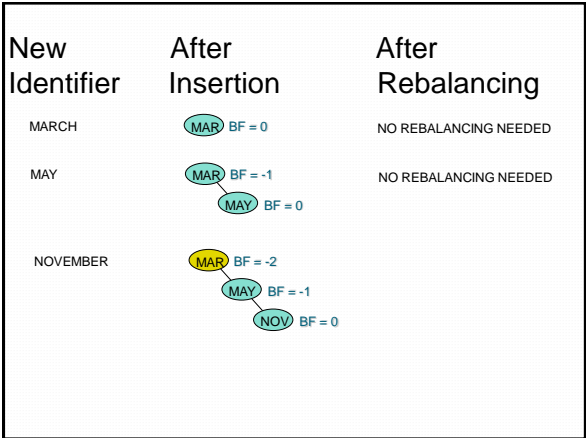 New
Identifier
After
Insertion
After
Rebalancing
MARCH
MAR BF = 0
NO REBALANCING NEEDED
MAY
MAR BF = -1
NO REBALANCING NEEDED
MAY BF = 0
NOVEMBER
MAR BF = -2
MAY BF = -1
NOV BF = 0